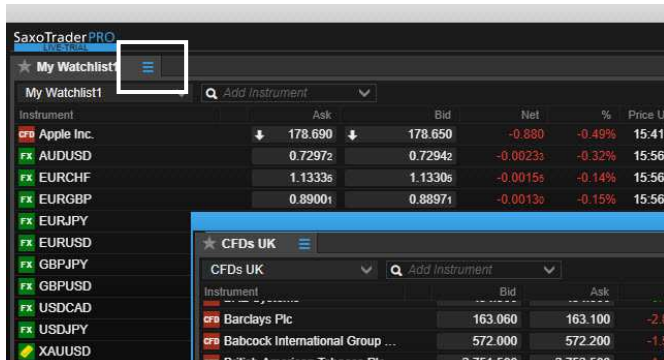 SaxoTraderPRO
LIVE-TRIAL
My Watchlist1
My Watchlist1 Add Instrument
Instrument Ask Bid Net % Price U
CFD Apple Inc. 178.690 178.650 -0.880 -0.49% 15:41
FX AUDUSD 0.72972 0.72942 -0.00233 -0.32% 15:56
FX EURCHF 1.13335 1.13305 -0.00155 -0.14% 15:56
FX EURGBP 0.89001 0.88971 -0.00130 -0.15% 15:56
FX EURJPY
FX EURUSD
FX GBPJPY
FX GBPUSD
FX USDCAD
FX USDJPY
XAUUSD
CFDs UK
CFDs UK Add Instrument
Instrument Bid Ask
CFD Barclays Plc 163.060 163.100
CFD Babcock International Group ... 572.000 572.200